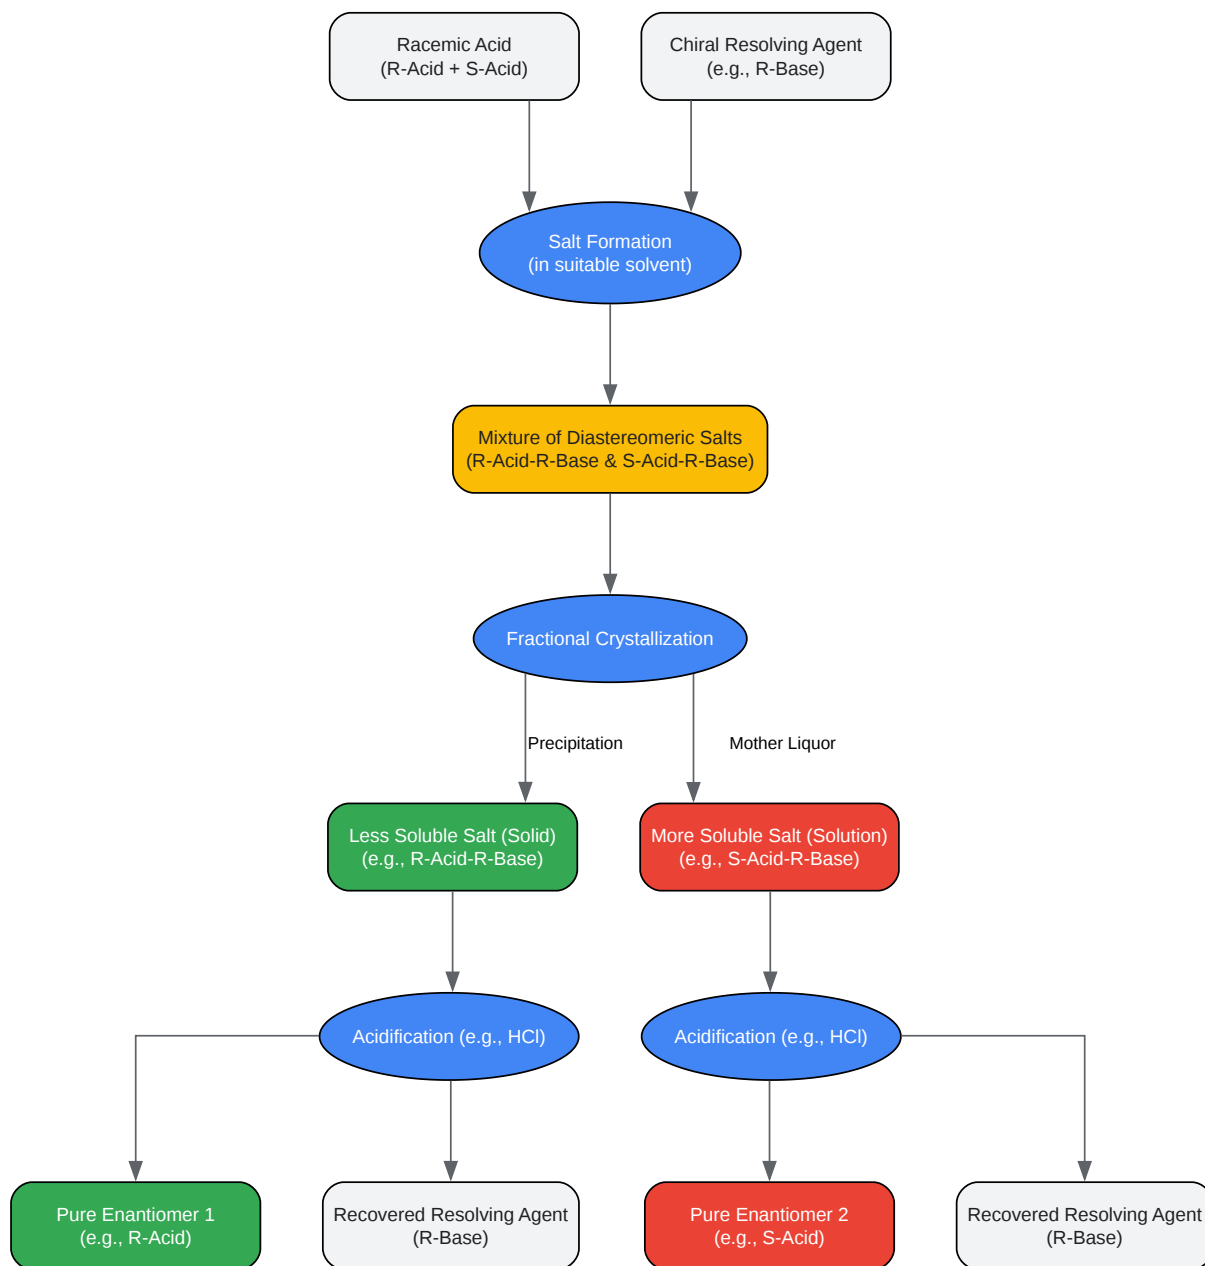 Racemic Acid
(R-Acid + S-Acid)
Chiral Resolving Agent
(e.g., R-Base)
Salt Formation
(in suitable solvent)
Mixture of Diastereomeric Salts
(R-Acid-R-Base & S-Acid-R-Base)
Fractional Crystallization
Precipitation
Mother Liquor
Less Soluble Salt (Solid)
(e.g., R-Acid-R-Base)
More Soluble Salt (Solution)
(e.g., S-Acid-R-Base)
Acidification (e.g., HCl)
Acidification (e.g., HCl)
Pure Enantiomer 1
(e.g., R-Acid)
Recovered Resolving Agent
(R-Base)
Pure Enantiomer 2
(e.g., S-Acid)
Recovered Resolving Agent
(R-Base)